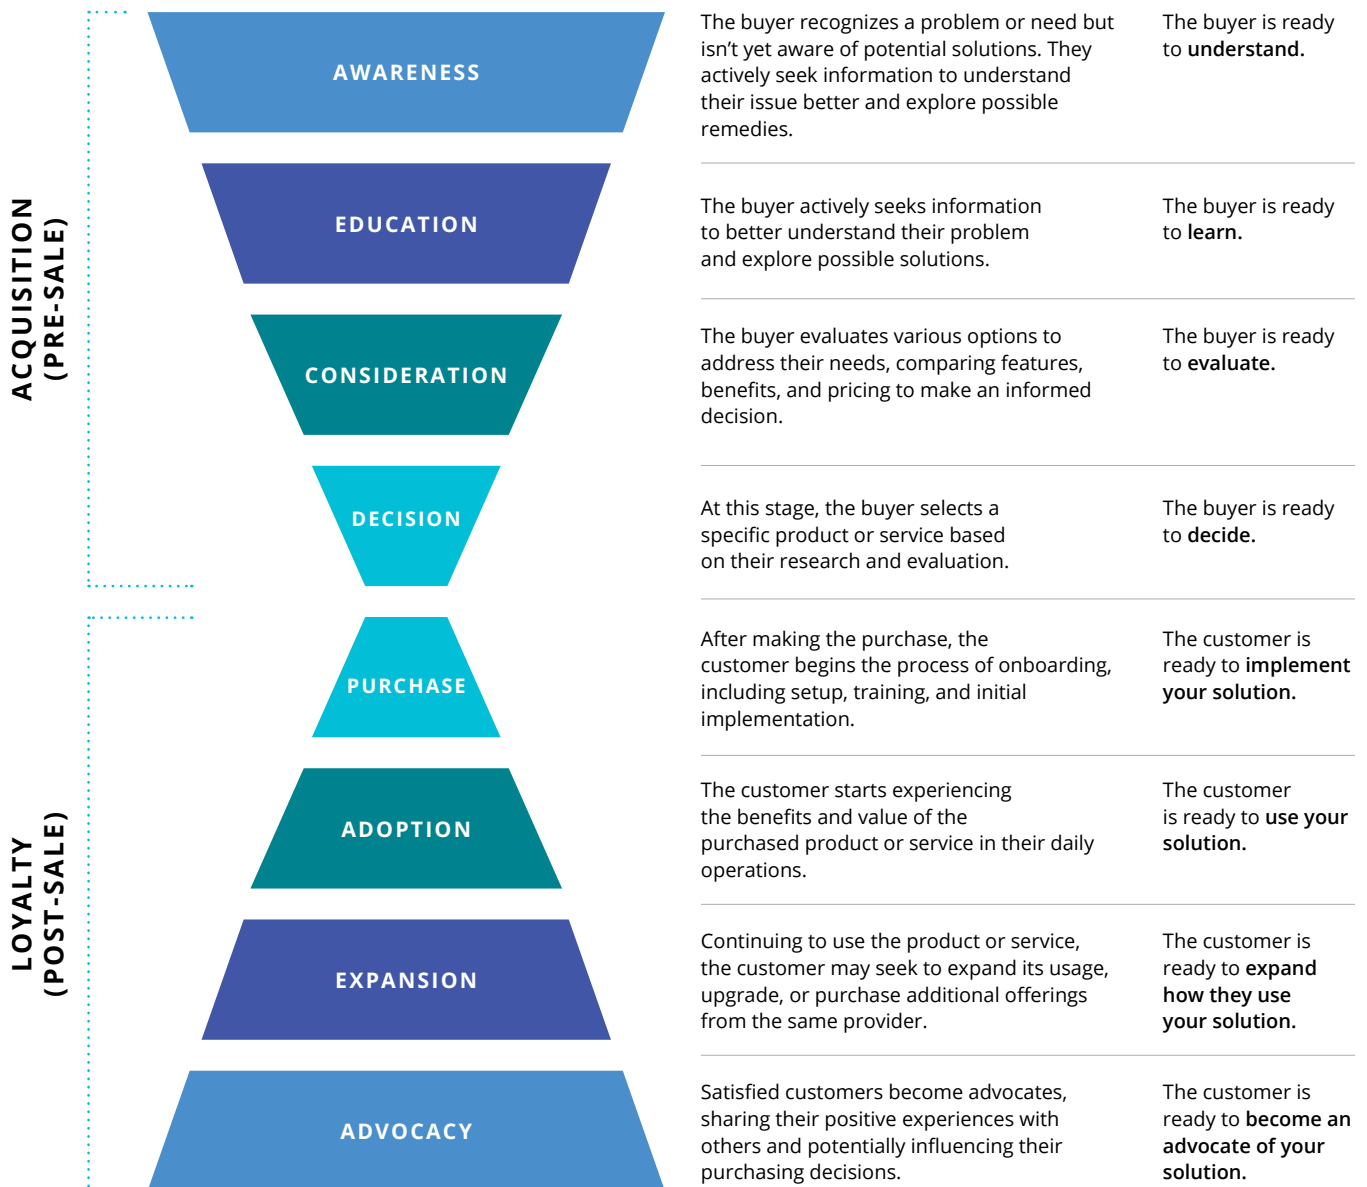 ACQUISITION
(PRE-SALE)
AWARENESS
The buyer recognizes a problem or need but
isn’t yet aware of potential solutions. They
actively seek information to understand
their issue better and explore possible
remedies.
The buyer is ready
to understand.
EDUCATION
The buyer actively seeks information
to better understand their problem
and explore possible solutions.
The buyer is ready
to learn.
CONSIDERATION
The buyer evaluates various options to
address their needs, comparing features,
benefits, and pricing to make an informed
decision.
The buyer is ready
to evaluate.
DECISION
At this stage, the buyer selects a
specific product or service based
on their research and evaluation.
The buyer is ready
to decide.
LOYALTY
(POST-SALE)
PURCHASE
After making the purchase, the
customer begins the process of onboarding,
including setup, training, and initial
implementation.
The customer is
ready to implement
your solution.
ADOPTION
The customer starts experiencing
the benefits and value of the
purchased product or service in their daily
operations.
The customer
is ready to use your
solution.
EXPANSION
Continuing to use the product or service,
the customer may seek to expand its usage,
upgrade, or purchase additional offerings
from the same provider.
The customer is
ready to expand
how they use
your solution.
ADVOCACY
Satisfied customers become advocates,
sharing their positive experiences with
others and potentially influencing their
purchasing decisions.
The customer is
ready to become an
advocate of your
solution.